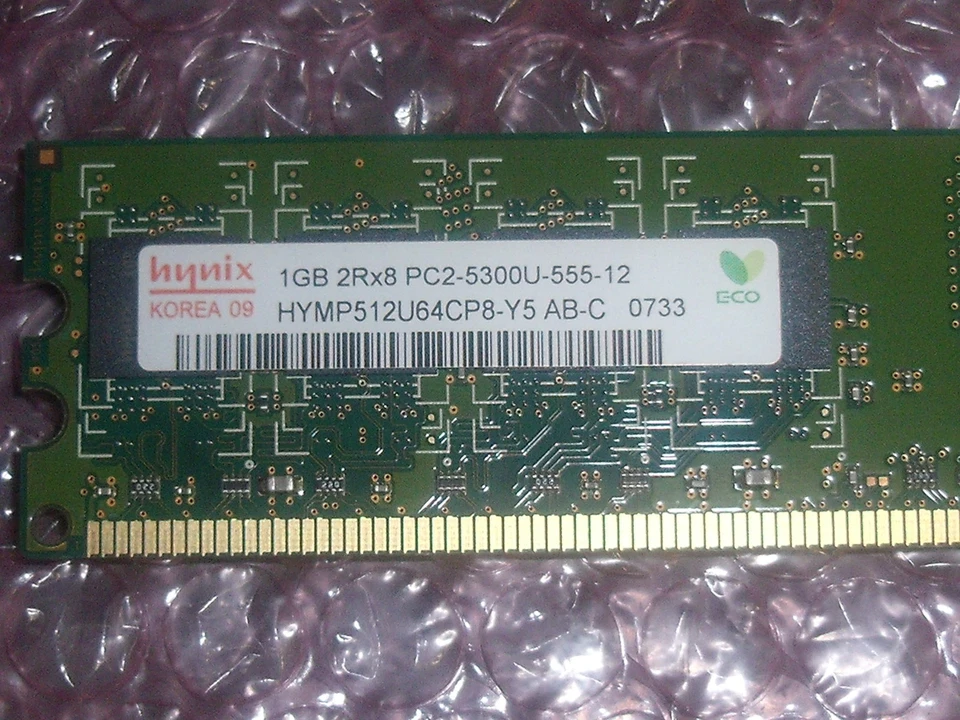 hynix
KOREA 09
1GB 2Rx8 PC2-5300U-555-12
HYMP512U64CP8-Y5 AB-C 0733
ECO